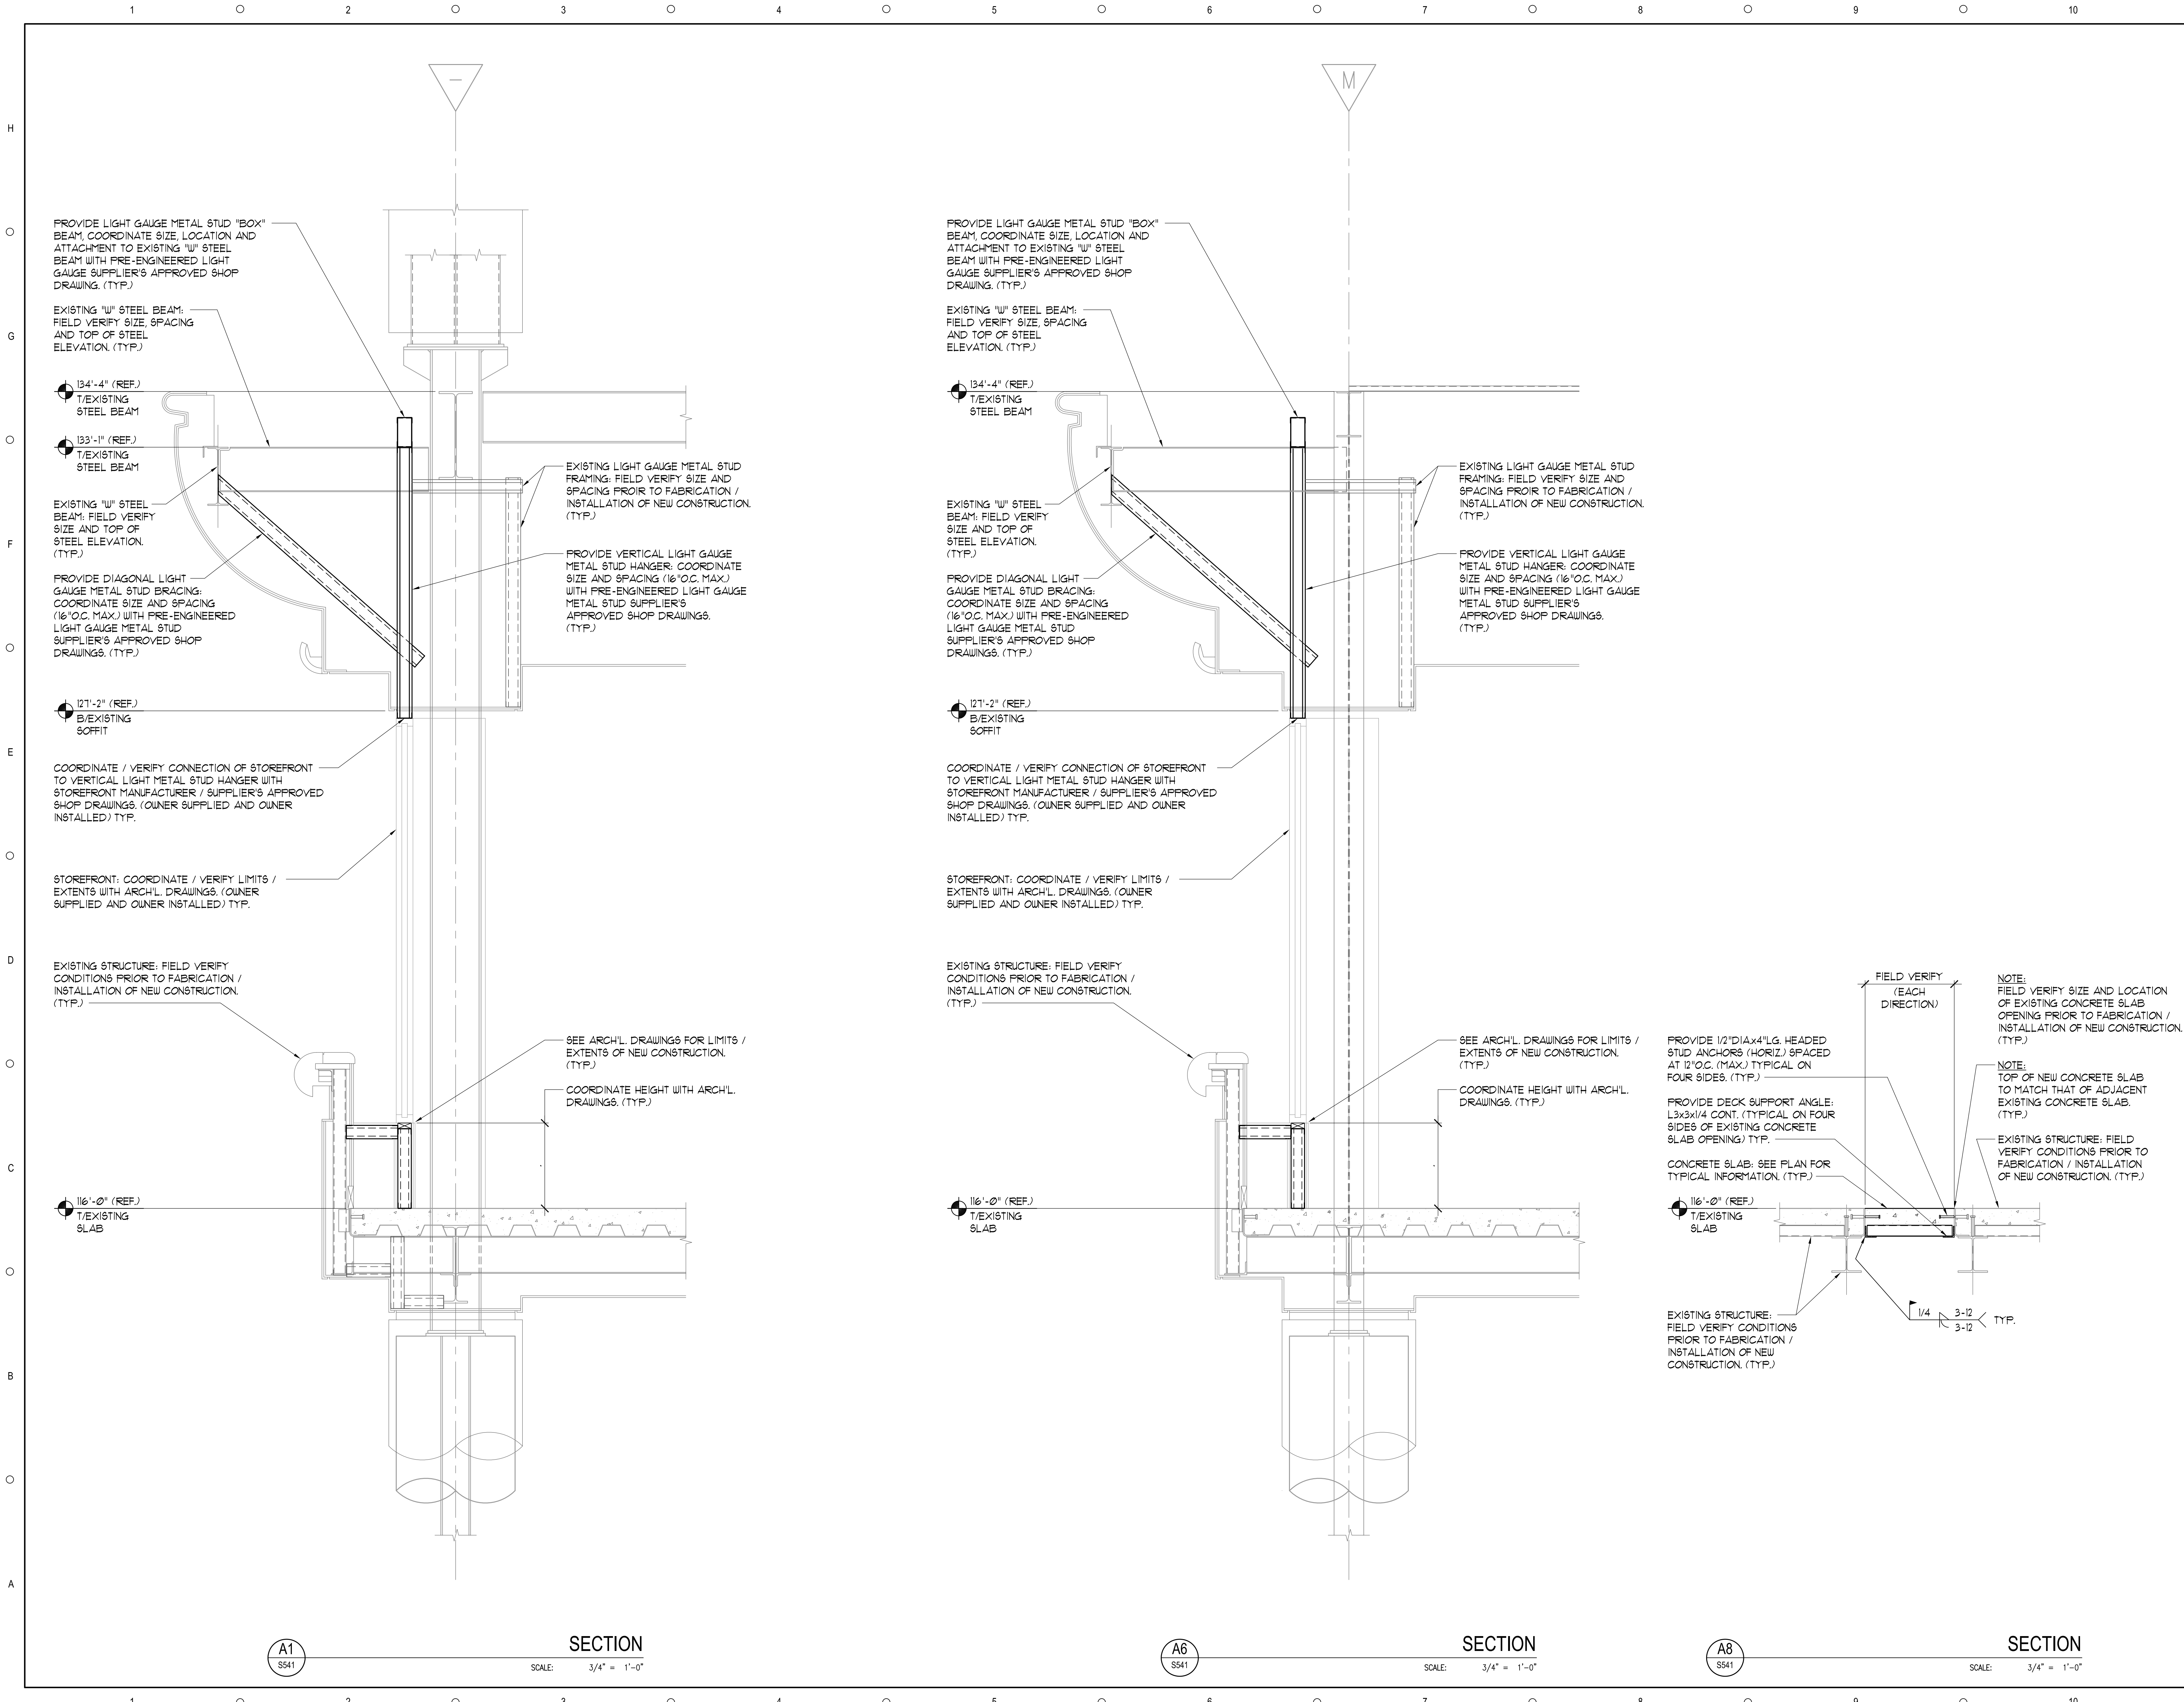 1 2 3 4 5 6 7 8 9 10
H
G
F
E
D
C
B
A
PROVIDE LIGHT GAUGE METAL STUD "BOX"
BEAM, COORDINATE SIZE, LOCATION AND
ATTACHMENT TO EXISTING "W" STEEL
BEAM WITH PRE-ENGINEERED LIGHT
GAUGE SUPPLIER'S APPROVED SHOP
DRAWING. (TYP.)
EXISTING "W" STEEL BEAM:
FIELD VERIFY SIZE, SPACING
AND TOP OF STEEL
ELEVATION. (TYP.)
134'-4" (REF.)
T/EXISTING
STEEL BEAM
133'-1" (REF.)
T/EXISTING
STEEL BEAM
EXISTING "W" STEEL
BEAM: FIELD VERIFY
SIZE AND TOP OF
STEEL ELEVATION.
(TYP.)
PROVIDE DIAGONAL LIGHT
GAUGE METAL STUD BRACING:
COORDINATE SIZE AND SPACING
(16"O.C. MAX.) WITH PRE-ENGINEERED
LIGHT GAUGE METAL STUD
SUPPLIER'S APPROVED SHOP
DRAWINGS. (TYP.)
127'-2" (REF.)
B/EXISTING
SOFFIT
COORDINATE / VERIFY CONNECTION OF STOREFRONT
TO VERTICAL LIGHT METAL STUD HANGER WITH
STOREFRONT MANUFACTURER / SUPPLIER'S APPROVED
SHOP DRAWINGS. (OWNER SUPPLIED AND OWNER
INSTALLED) TYP.
STOREFRONT: COORDINATE / VERIFY LIMITS /
EXTENTS WITH ARCH'L. DRAWINGS. (OWNER
SUPPLIED AND OWNER INSTALLED) TYP.
EXISTING STRUCTURE: FIELD VERIFY
CONDITIONS PRIOR TO FABRICATION /
INSTALLATION OF NEW CONSTRUCTION.
(TYP.)
116'-0" (REF.)
T/EXISTING
SLAB
EXISTING LIGHT GAUGE METAL STUD
FRAMING: FIELD VERIFY SIZE AND
SPACING PROIR TO FABRICATION /
INSTALLATION OF NEW CONSTRUCTION.
(TYP.)
PROVIDE VERTICAL LIGHT GAUGE
METAL STUD HANGER: COORDINATE
SIZE AND SPACING (16"O.C. MAX.)
WITH PRE-ENGINEERED LIGHT GAUGE
METAL STUD SUPPLIER'S
APPROVED SHOP DRAWINGS.
(TYP.)
SEE ARCH'L. DRAWINGS FOR LIMITS /
EXTENTS OF NEW CONSTRUCTION.
(TYP.)
COORDINATE HEIGHT WITH ARCH'L.
DRAWINGS. (TYP.)
A1
S541
SECTION
SCALE: 3/4" = 1'-0"
M
PROVIDE LIGHT GAUGE METAL STUD "BOX"
BEAM, COORDINATE SIZE, LOCATION AND
ATTACHMENT TO EXISTING "W" STEEL
BEAM WITH PRE-ENGINEERED LIGHT
GAUGE SUPPLIER'S APPROVED SHOP
DRAWING. (TYP.)
EXISTING "W" STEEL BEAM:
FIELD VERIFY SIZE, SPACING
AND TOP OF STEEL
ELEVATION. (TYP.)
134'-4" (REF.)
T/EXISTING
STEEL BEAM
EXISTING "W" STEEL
BEAM: FIELD VERIFY
SIZE AND TOP OF
STEEL ELEVATION.
(TYP.)
PROVIDE DIAGONAL LIGHT
GAUGE METAL STUD BRACING:
COORDINATE SIZE AND SPACING
(16"O.C. MAX.) WITH PRE-ENGINEERED
LIGHT GAUGE METAL STUD
SUPPLIER'S APPROVED SHOP
DRAWINGS. (TYP.)
127'-2" (REF.)
B/EXISTING
SOFFIT
COORDINATE / VERIFY CONNECTION OF STOREFRONT
TO VERTICAL LIGHT METAL STUD HANGER WITH
STOREFRONT MANUFACTURER / SUPPLIER'S APPROVED
SHOP DRAWINGS. (OWNER SUPPLIED AND OWNER
INSTALLED) TYP.
STOREFRONT: COORDINATE / VERIFY LIMITS /
EXTENTS WITH ARCH'L. DRAWINGS. (OWNER
SUPPLIED AND OWNER INSTALLED) TYP.
EXISTING STRUCTURE: FIELD VERIFY
CONDITIONS PRIOR TO FABRICATION /
INSTALLATION OF NEW CONSTRUCTION.
(TYP.)
116'-0" (REF.)
T/EXISTING
SLAB
EXISTING LIGHT GAUGE METAL STUD
FRAMING: FIELD VERIFY SIZE AND
SPACING PROIR TO FABRICATION /
INSTALLATION OF NEW CONSTRUCTION.
(TYP.)
PROVIDE VERTICAL LIGHT GAUGE
METAL STUD HANGER: COORDINATE
SIZE AND SPACING (16"O.C. MAX.)
WITH PRE-ENGINEERED LIGHT GAUGE
METAL STUD SUPPLIER'S
APPROVED SHOP DRAWINGS.
(TYP.)
SEE ARCH'L. DRAWINGS FOR LIMITS /
EXTENTS OF NEW CONSTRUCTION.
(TYP.)
COORDINATE HEIGHT WITH ARCH'L.
DRAWINGS. (TYP.)
A6
S541
SECTION
SCALE: 3/4" = 1'-0"
FIELD VERIFY
(EACH
DIRECTION)
PROVIDE 1/2"DIA.x4"LG. HEADED
STUD ANCHORS (HORIZ.) SPACED
AT 12"O.C. (MAX.) TYPICAL ON
FOUR SIDES. (TYP.)
PROVIDE DECK SUPPORT ANGLE:
L3x3x1/4 CONT. (TYPICAL ON FOUR
SIDES OF EXISTING CONCRETE
SLAB OPENING) TYP.
CONCRETE SLAB: SEE PLAN FOR
TYPICAL INFORMATION. (TYP.)
116'-0" (REF.)
T/EXISTING
SLAB
EXISTING STRUCTURE:
FIELD VERIFY CONDITIONS
PRIOR TO FABRICATION /
INSTALLATION OF NEW
CONSTRUCTION. (TYP.)
NOTE:
FIELD VERIFY SIZE AND LOCATION
OF EXISTING CONCRETE SLAB
OPENING PRIOR TO FABRICATION /
INSTALLATION OF NEW CONSTRUCTION.
(TYP.)
NOTE:
TOP OF NEW CONCRETE SLAB
TO MATCH THAT OF ADJACENT
EXISTING CONCRETE SLAB.
(TYP.)
EXISTING STRUCTURE: FIELD
VERIFY CONDITIONS PRIOR TO
FABRICATION / INSTALLATION
OF NEW CONSTRUCTION. (TYP.)
1/4 3-12
3-12 TYP.
A8
S541
SECTION
SCALE: 3/4" = 1'-0"
1 2 3 4 5 6 7 8 9 10